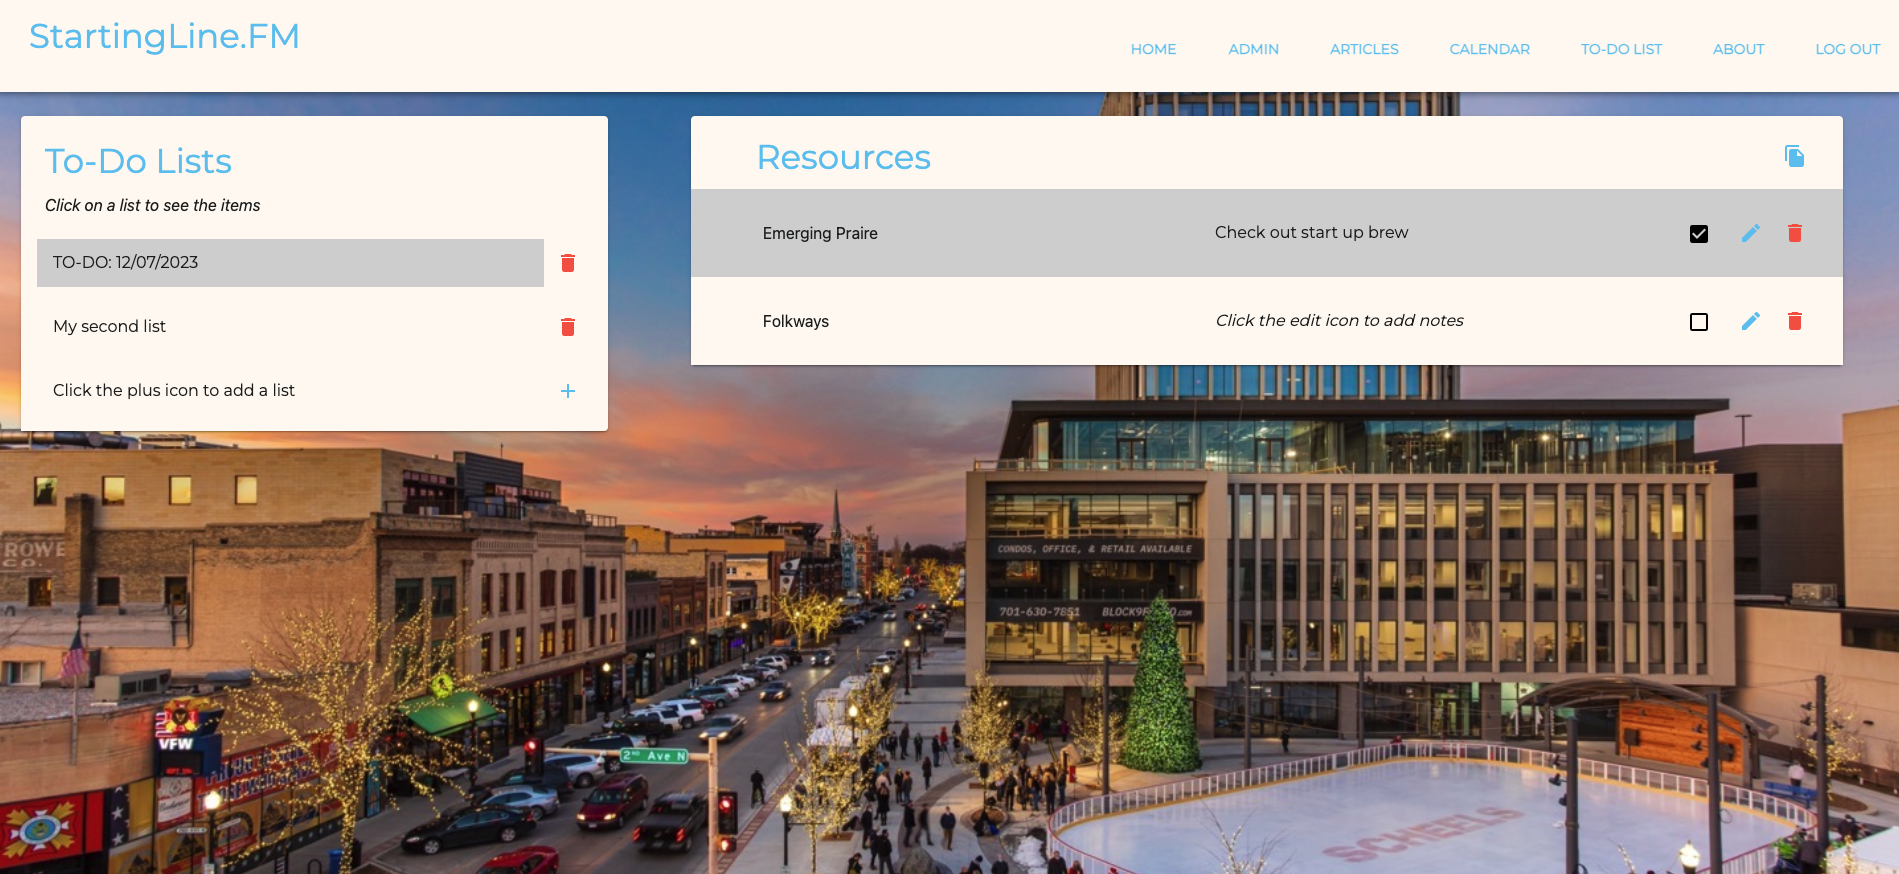 StartingLine.FM
HOME ADMIN ARTICLES CALENDAR TO-DO LIST ABOUT LOG OUT
To-Do Lists
Click on a list to see the items
TO-DO: 12/07/2023
My second list
Click the plus icon to add a list
Resources
Emerging Praire Check out start up brew
Folkways Click the edit icon to add notes
CONDOS, OFFICE, & RETAIL AVAILABLE
701-630-7851
ROWE
CO.
VFW
2ND Ave N
SCHEELS